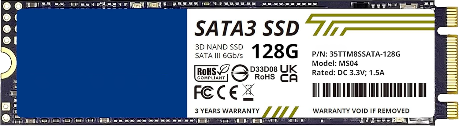 SATA3 SSD
3D NAND SSD
SATA III 6Gb/s
128G
P/N: 35TTM8SSATA-128G
Model: MS04
Rated: DC 3.3V; 1.5A
RoHS
COMPLIANT
D33D08
RoHS
UK
CA
FC CE
3 YEARS WARRANTY
WARRANTY VOID IF REMOVED